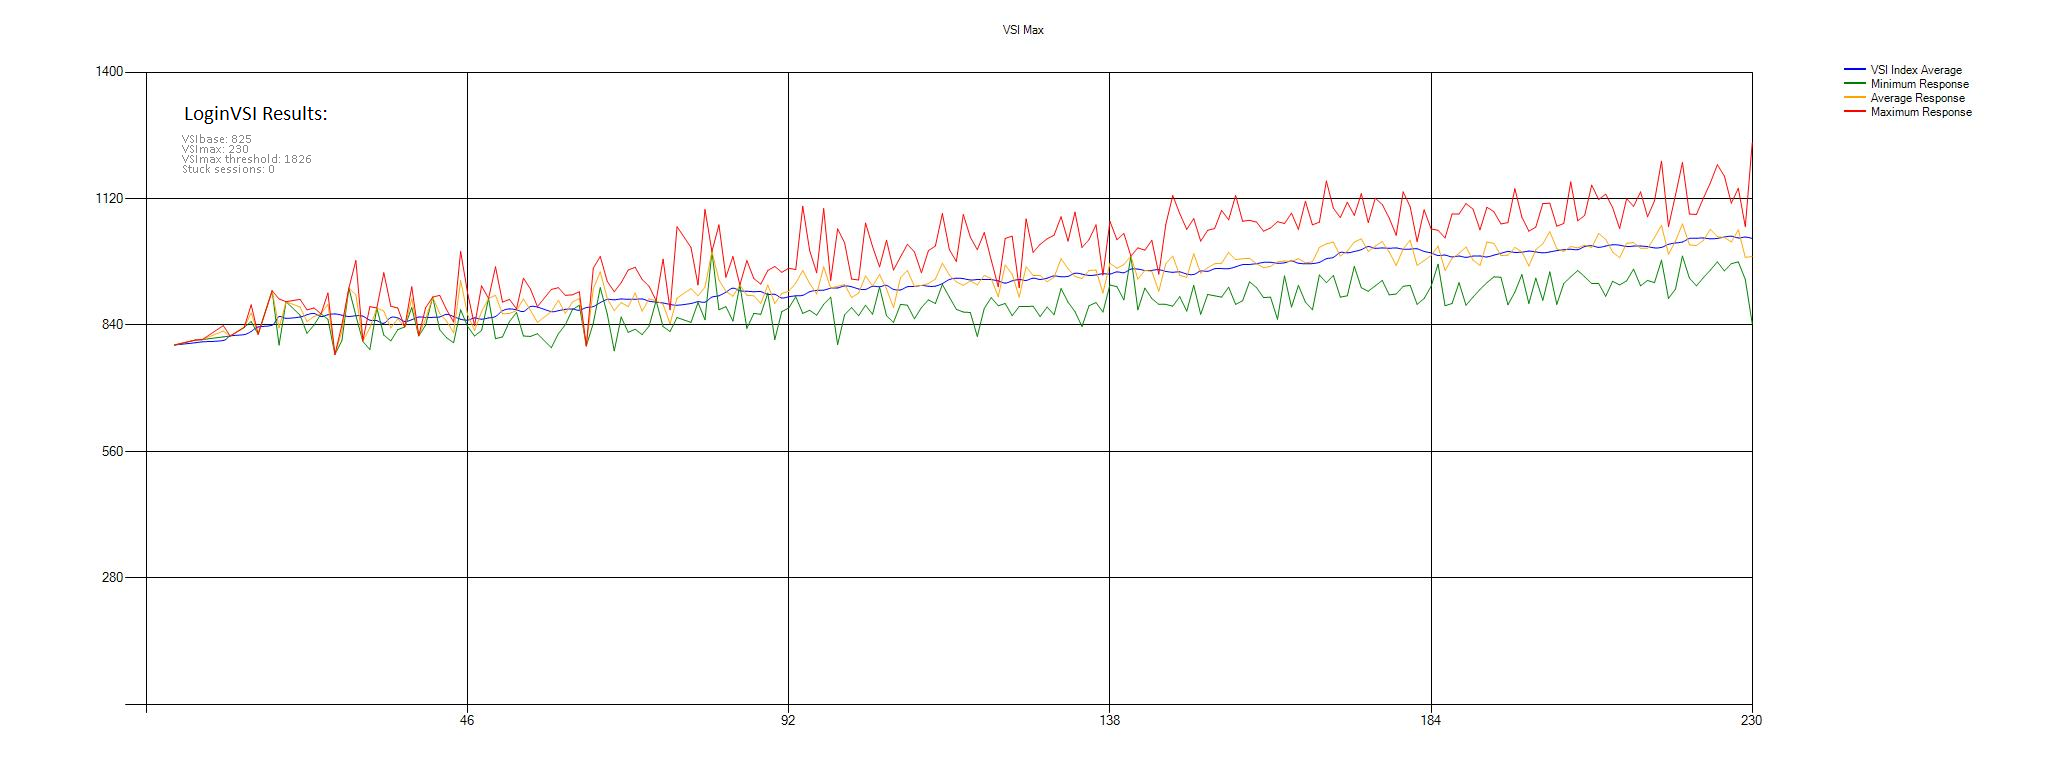 VSI Max
1400
1120
840
560
280
46
92
138
184
230
LoginVSI Results:
VSIbase: 825
VSImax: 230
VSImax threshold: 1826
Stuck sessions: 0
VSI Index Average
Minimum Response
Average Response
Maximum Response